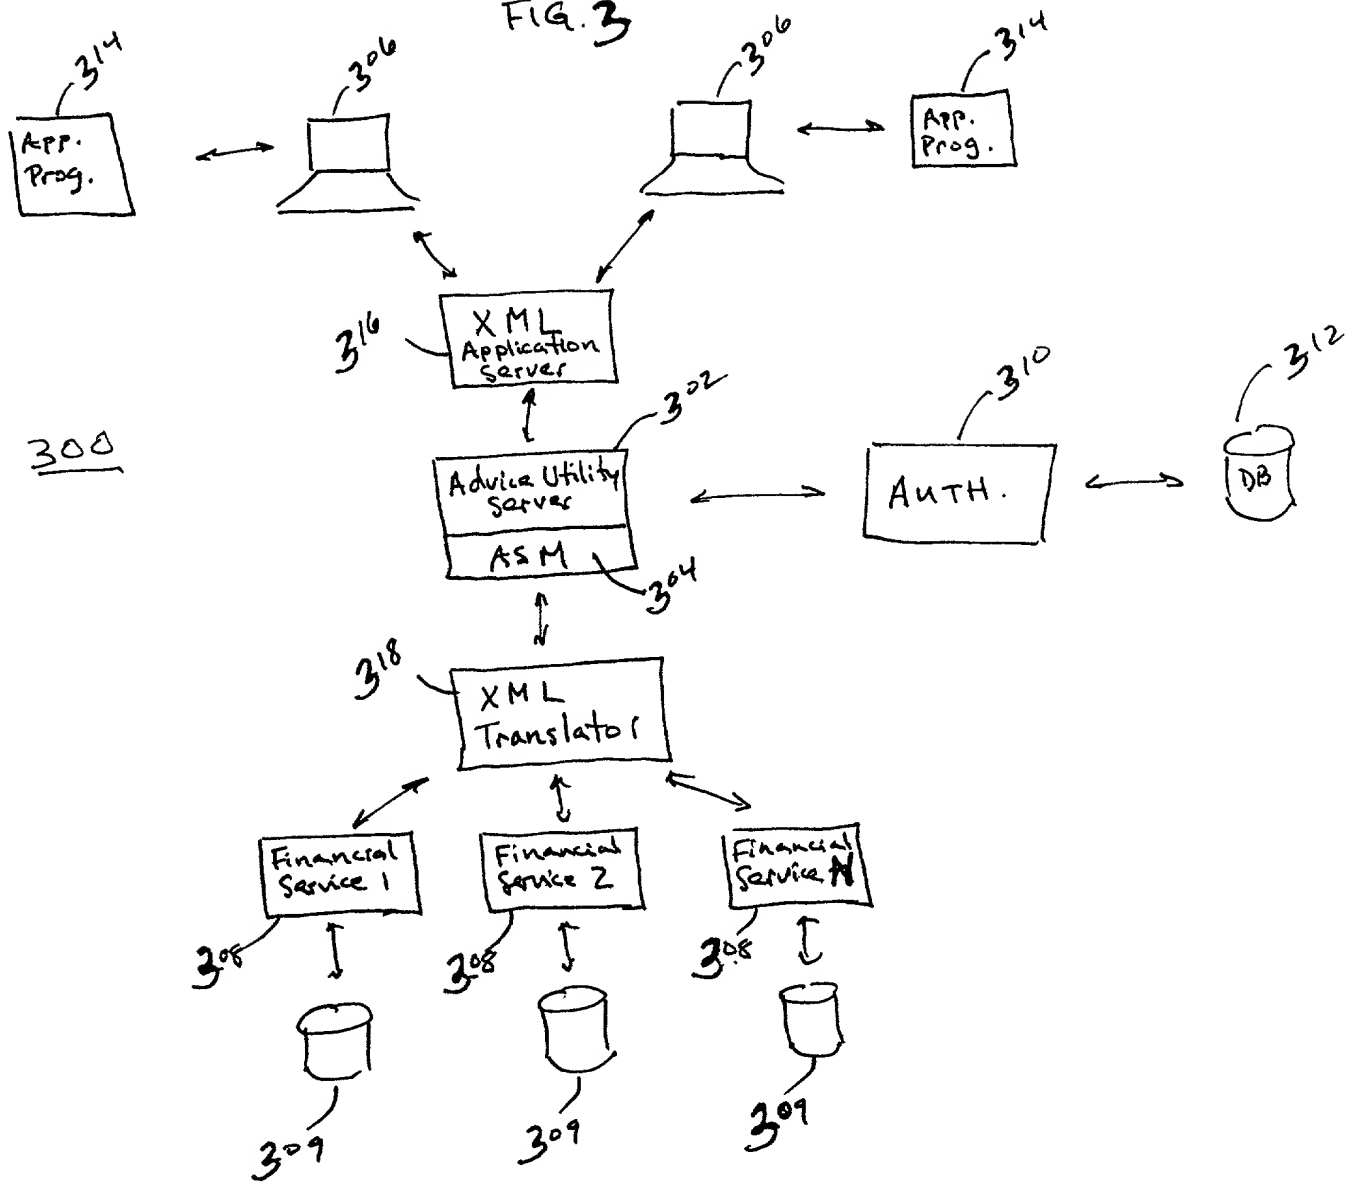 FIG. 3
314
306
306
314
App.
Prog.
App.
Prog.
316
XML
Application
Server
300
302
310
312
Advice Utility
Server
ASM
304
AUTH.
DB
318
XML
Translator
Financial
Service 1
Financial
Service 2
Financial
Service N
308
308
308
309
309
309